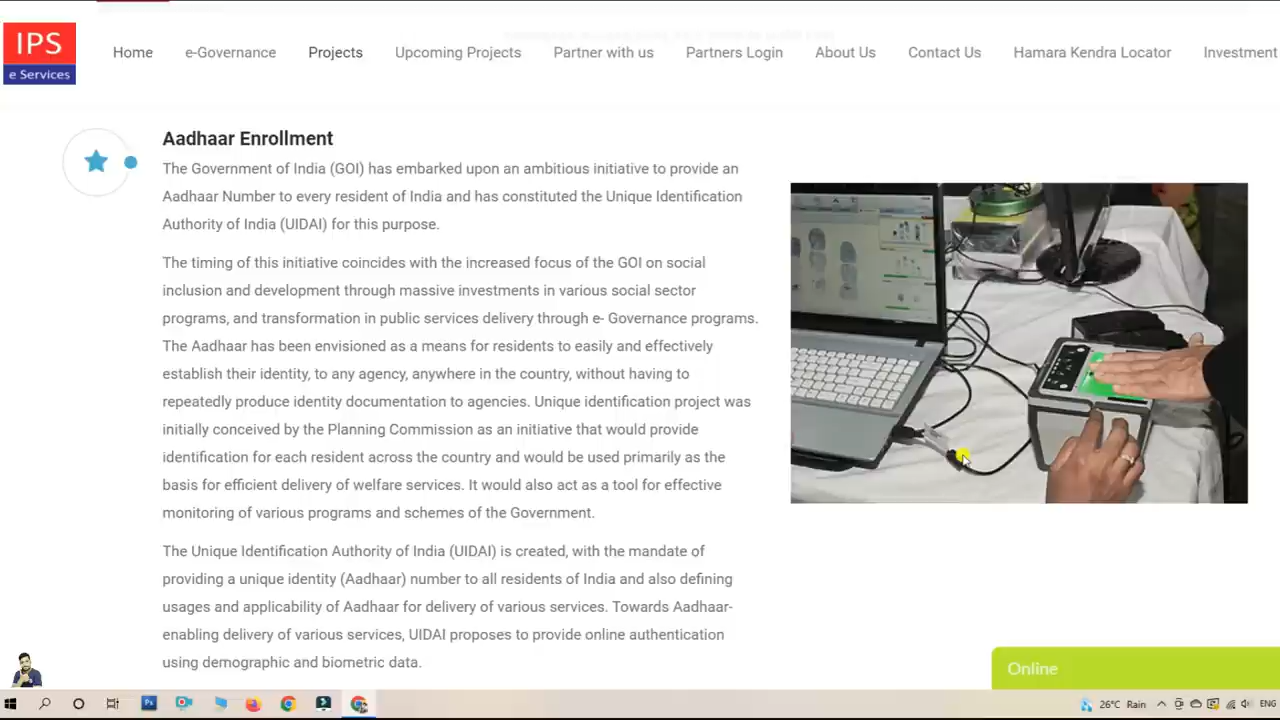 IPS
e Services
Home e-Governance Projects Upcoming Projects Partner with us Partners Login About Us Contact Us Hamara Kendra Locator Investment
Aadhaar Enrollment
The Government of India (GOI) has embarked upon an ambitious initiative to provide an
Aadhaar Number to every resident of India and has constituted the Unique Identification
Authority of India (UIDAI) for this purpose.
The timing of this initiative coincides with the increased focus of the GOI on social
inclusion and development through massive investments in various social sector
programs, and transformation in public services delivery through e- Governance programs.
The Aadhaar has been envisioned as a means for residents to easily and effectively
establish their identity, to any agency, anywhere in the country, without having to
repeatedly produce identity documentation to agencies. Unique identification project was
initially conceived by the Planning Commission as an initiative that would provide
identification for each resident across the country and would be used primarily as the
basis for efficient delivery of welfare services. It would also act as a tool for effective
monitoring of various programs and schemes of the Government.
The Unique Identification Authority of India (UIDAI) is created, with the mandate of
providing a unique identity (Aadhaar) number to all residents of India and also defining
usages and applicability of Aadhaar for delivery of various services. Towards Aadhaar-
enabling delivery of various services, UIDAI proposes to provide online authentication
using demographic and biometric data.
Online
26°C Rain ENG